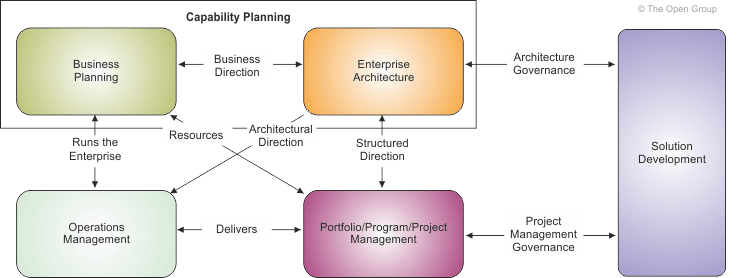 © The Open Group
Capability Planning
Business
Planning
Business
Direction
Enterprise
Architecture
Architecture
Governance
Runs the
Enterprise
Resources
Architectural
Direction
Structured
Direction
Solution
Development
Operations
Management
Delivers
Portfolio/Program/Project
Management
Project
Management
Governance